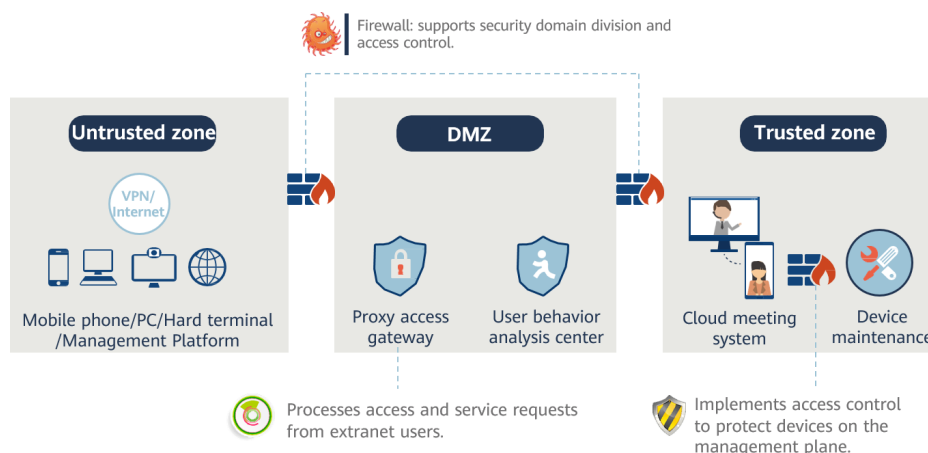 Firewall: supports security domain division and
access control.
Untrusted zone
DMZ
Trusted zone
VPN/
Internet
Mobile phone/PC/Hard terminal
/Management Platform
Proxy access
gateway
User behavior
analysis center
Cloud meeting
system
Device
maintenance
Processes access and service requests
from extranet users.
Implements access control
to protect devices on the
management plane.